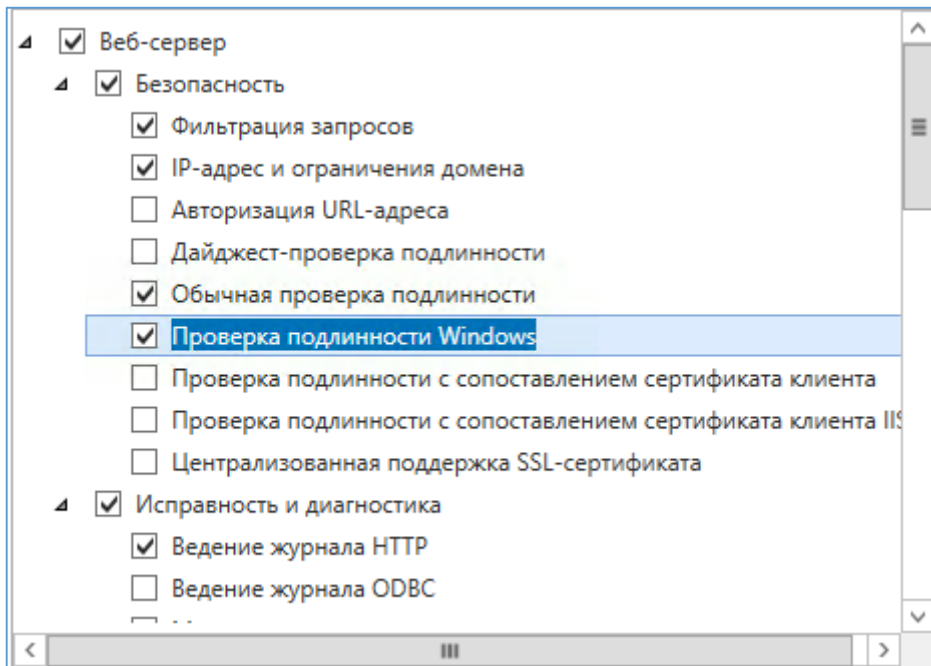 Веб-сервер
Безопасность
Фильтрация запросов
IP-адрес и ограничения домена
Авторизация URL-адреса
Дайджест-проверка подлинности
Обычная проверка подлинности
Проверка подлинности Windows
Проверка подлинности с сопоставлением сертификата клиента
Проверка подлинности с сопоставлением сертификата клиента IIS
Централизованная поддержка SSL-сертификата
Исправность и диагностика
Ведение журнала HTTP
Ведение журнала ODBC